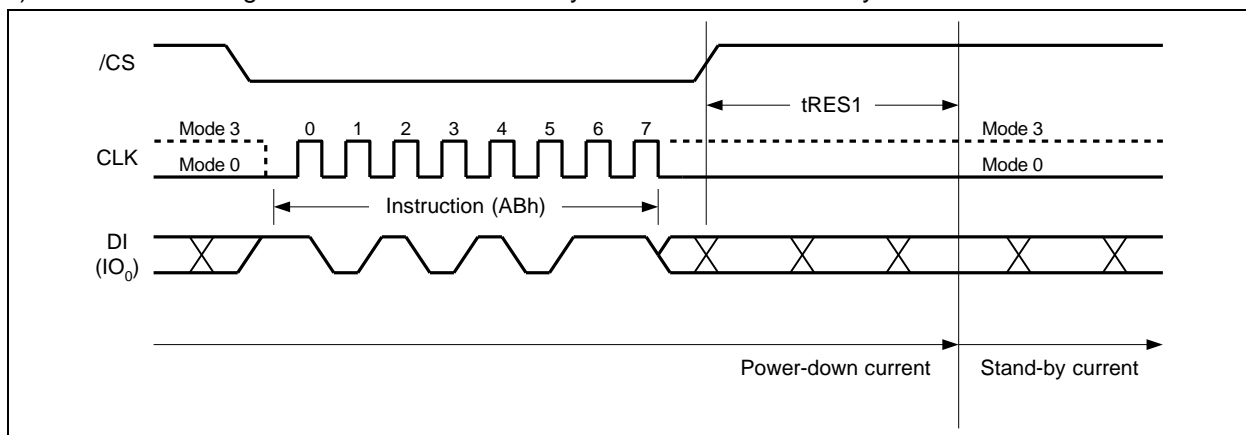 /CS
tRES1
Mode 3 0 1 2 3 4 5 6 7 Mode 3
CLK
Mode 0 Mode 0
Instruction (ABh)
DI
(IO0)
Power-down current Stand-by current